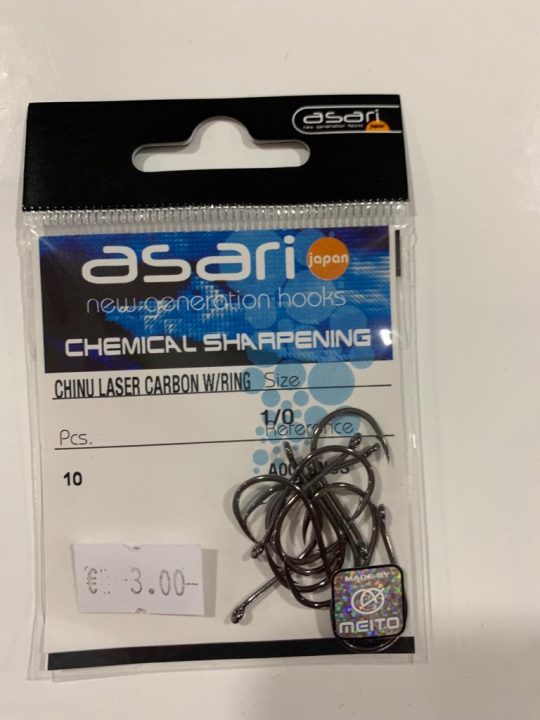 asari
new generation hooks
japan
asari
japan
new generation hooks
CHEMICAL SHARPENING
CHINU LASER CARBON W/RING Size
1/0
Pcs. Reference
10
€ 3.00-
MADE BY
MEITO